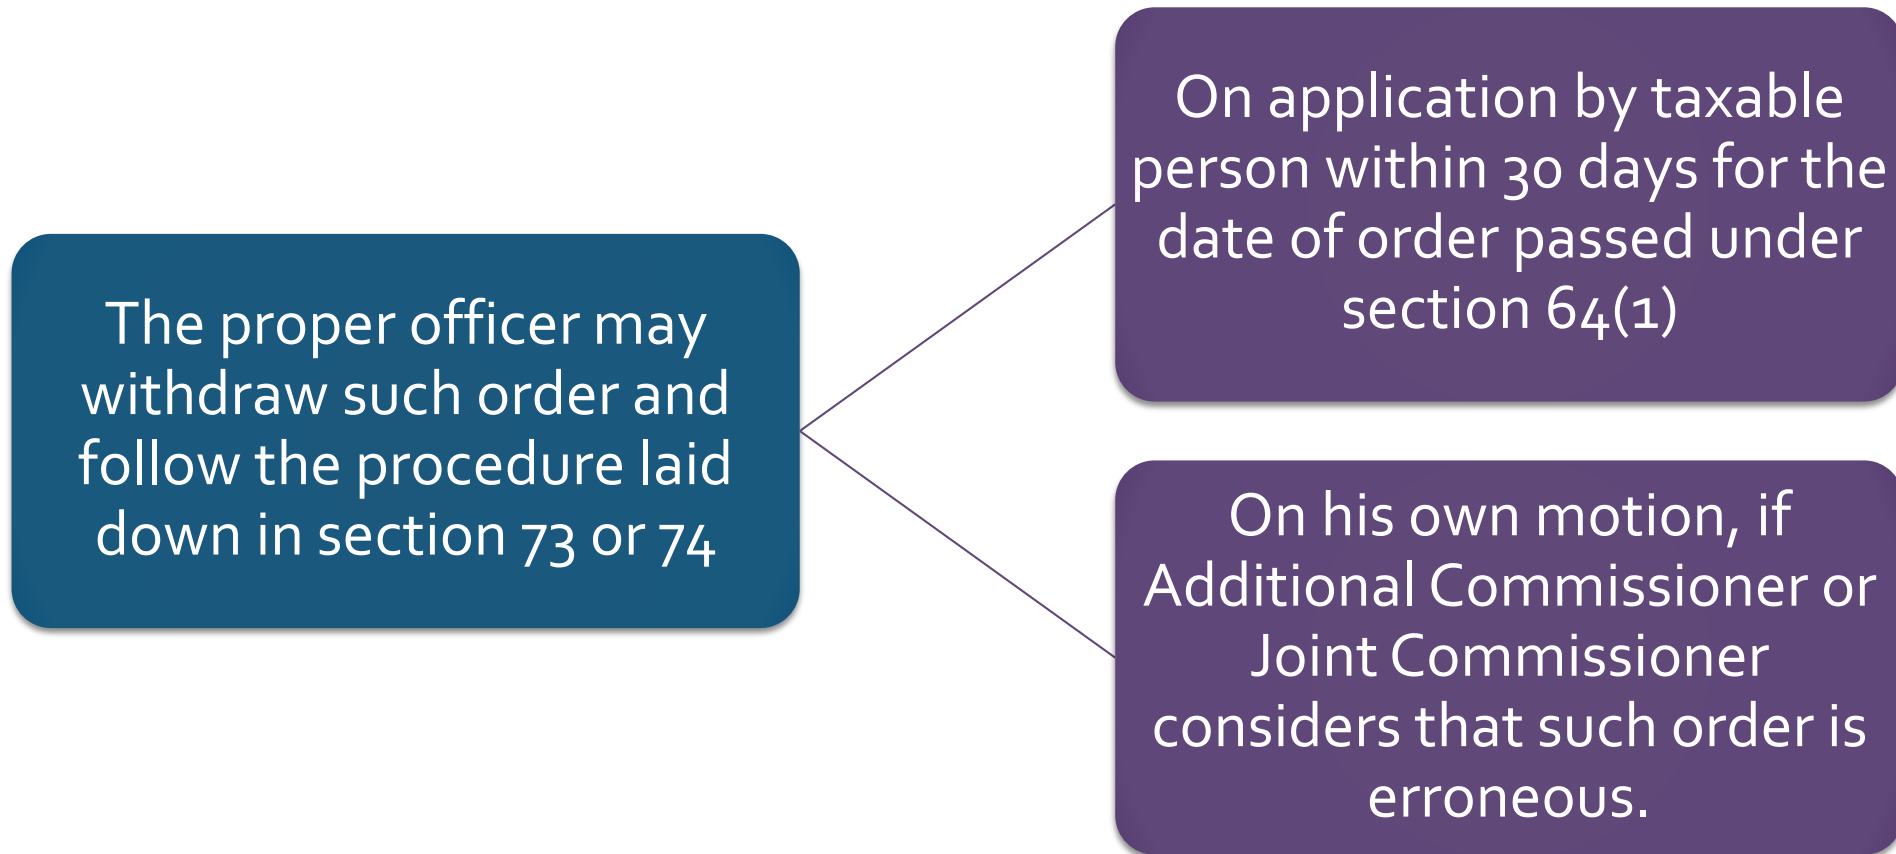 The proper officer may
withdraw such order and
follow the procedure laid
down in section 73 or 74
On application by taxable
person within 30 days for the
date of order passed under
section 64(1)
On his own motion, if
Additional Commissioner or
Joint Commissioner
considers that such order is
erroneous.